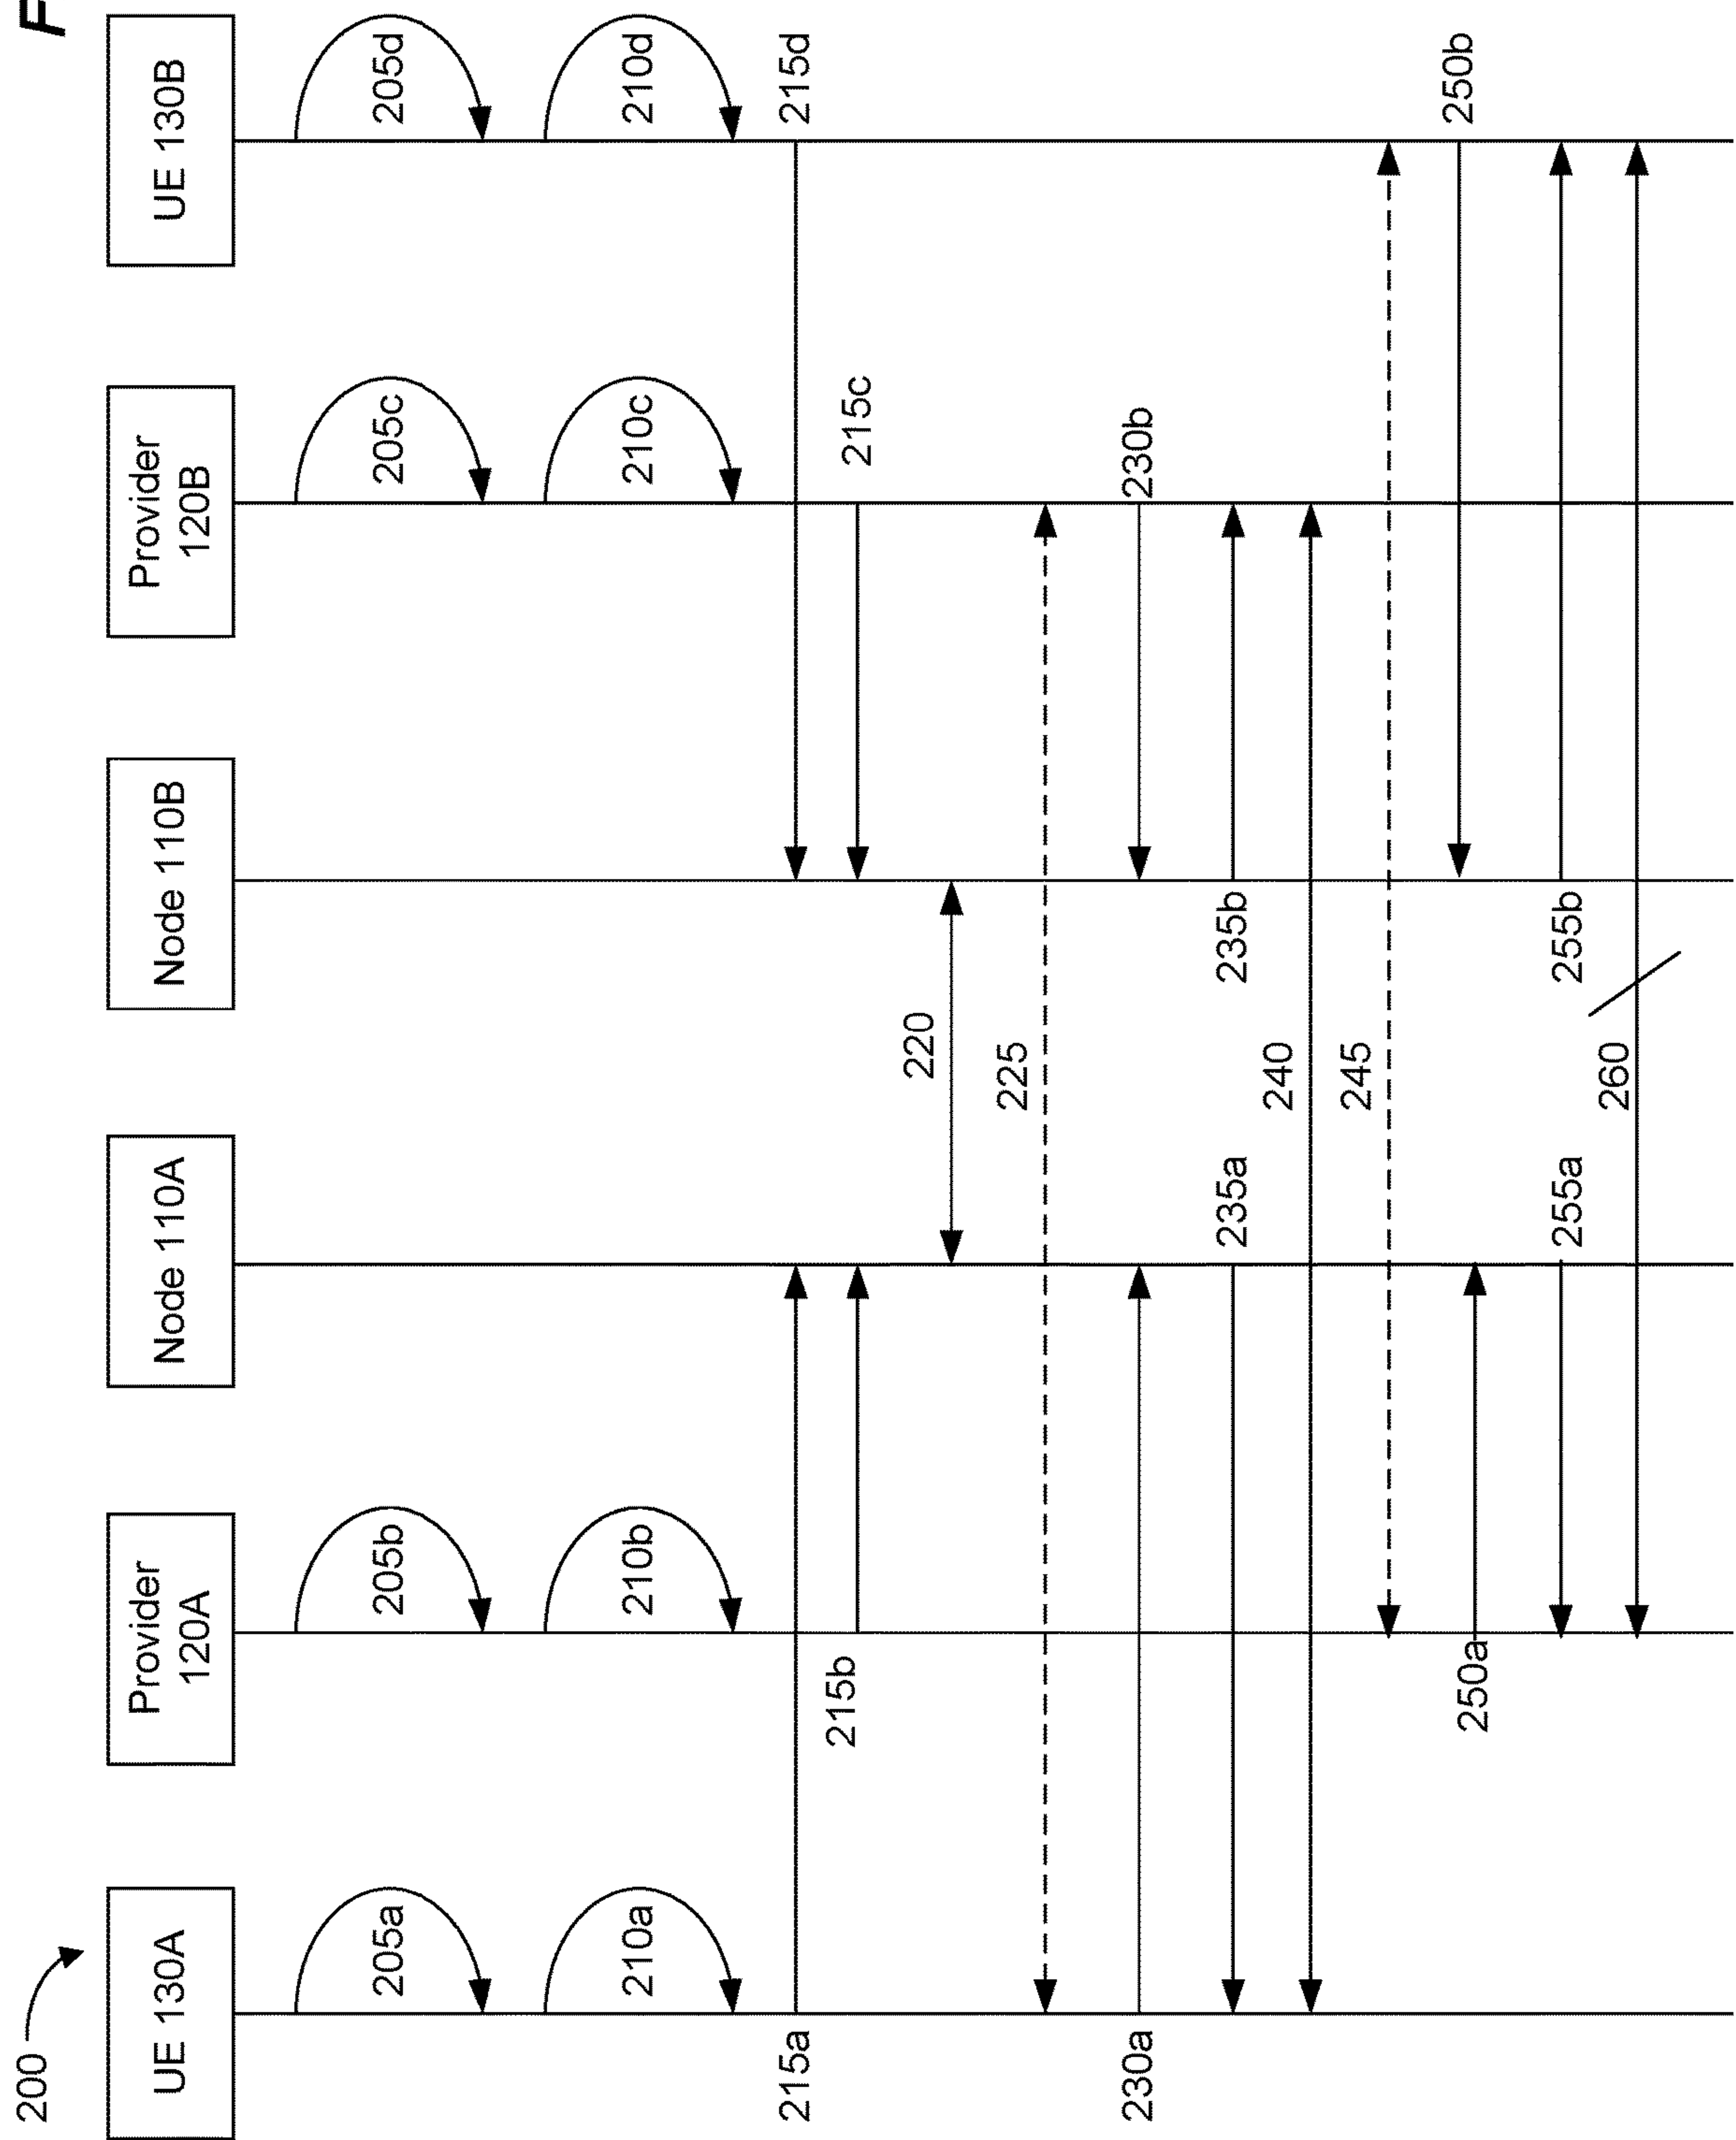 200
UE 130A
Provider
120A
Node 110A
Node 110B
Provider
120B
UE 130B
F
205a
205b
205c
205d
210a
210b
210c
210d
215a
215d
215b
215c
220
225
230a
230b
235a
235b
240
245
250a
250b
255a
255b
260